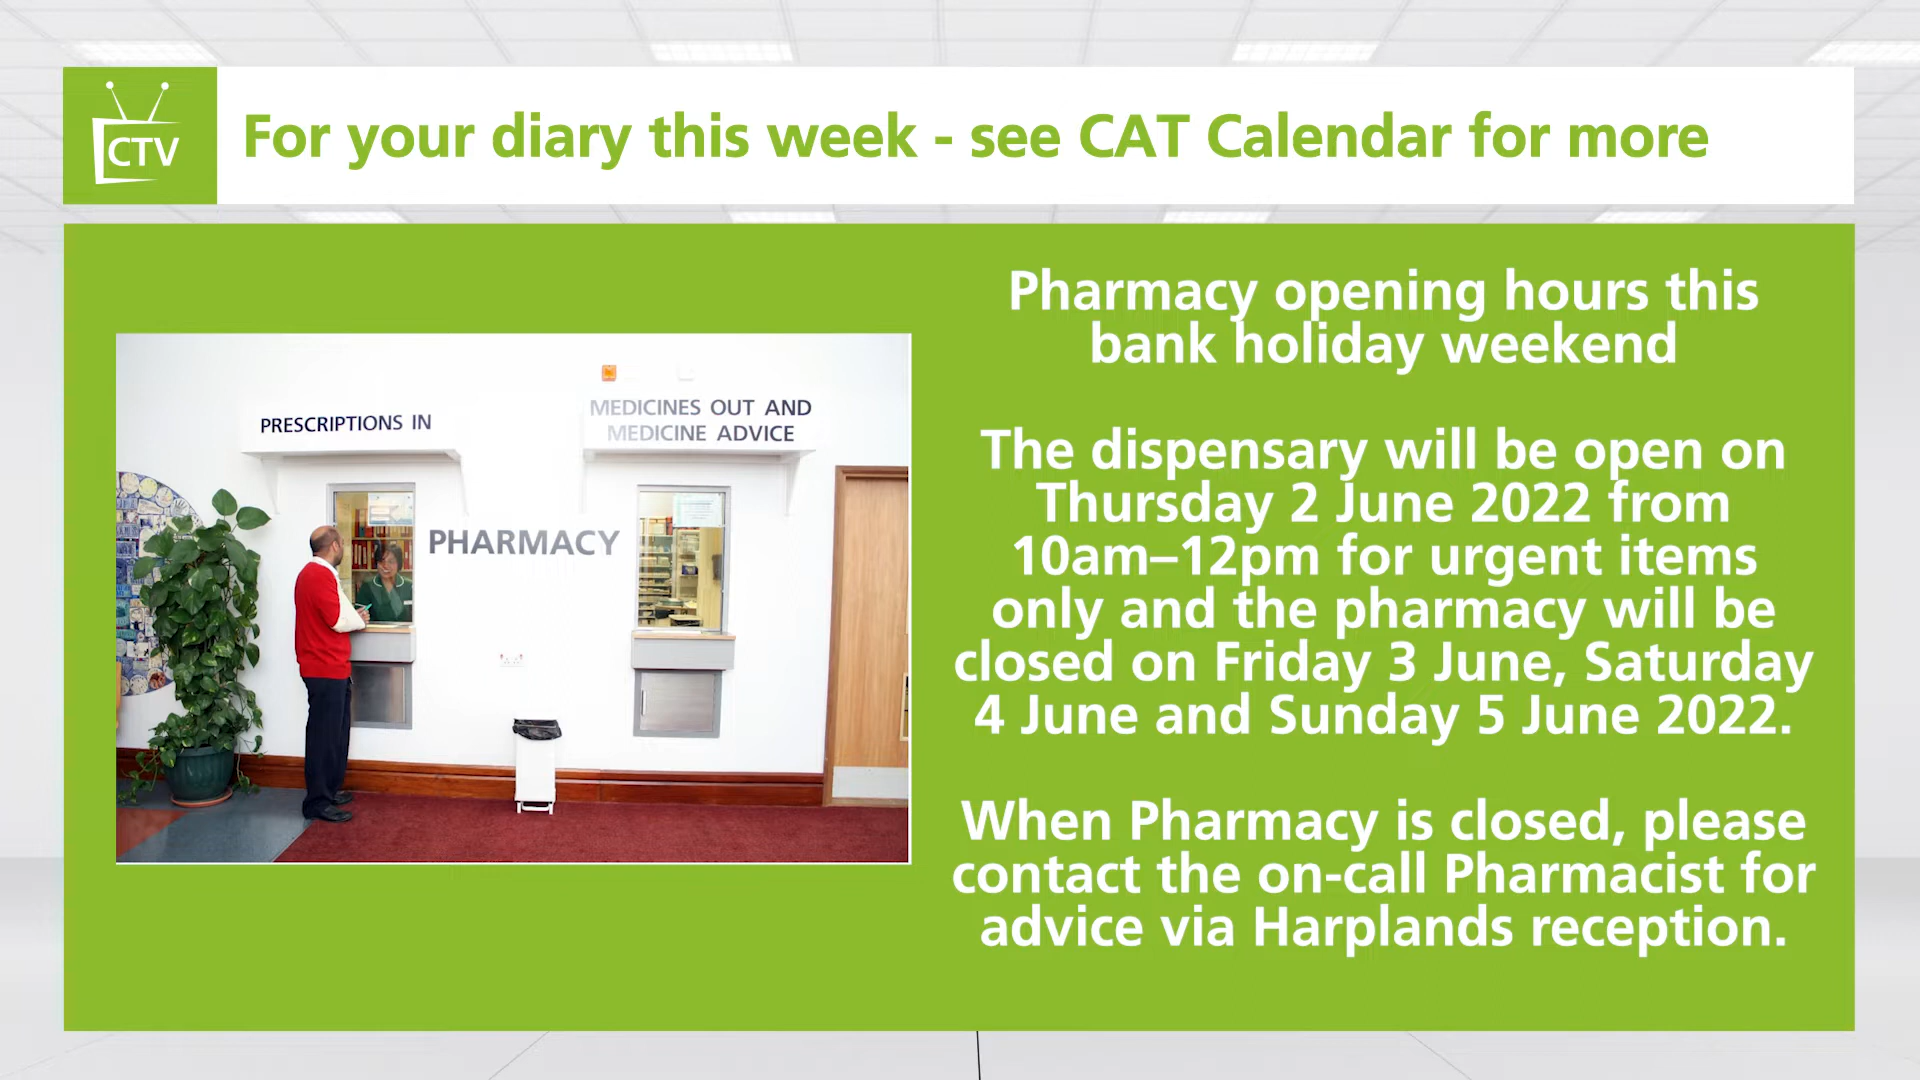 CTV
For your diary this week - see CAT Calendar for more
PRESCRIPTIONS IN
MEDICINES OUT AND
MEDICINE ADVICE
PHARMACY
Pharmacy opening hours this
bank holiday weekend
The dispensary will be open on
Thursday 2 June 2022 from
10am–12pm for urgent items
only and the pharmacy will be
closed on Friday 3 June, Saturday
4 June and Sunday 5 June 2022.
When Pharmacy is closed, please
contact the on-call Pharmacist for
advice via Harplands reception.